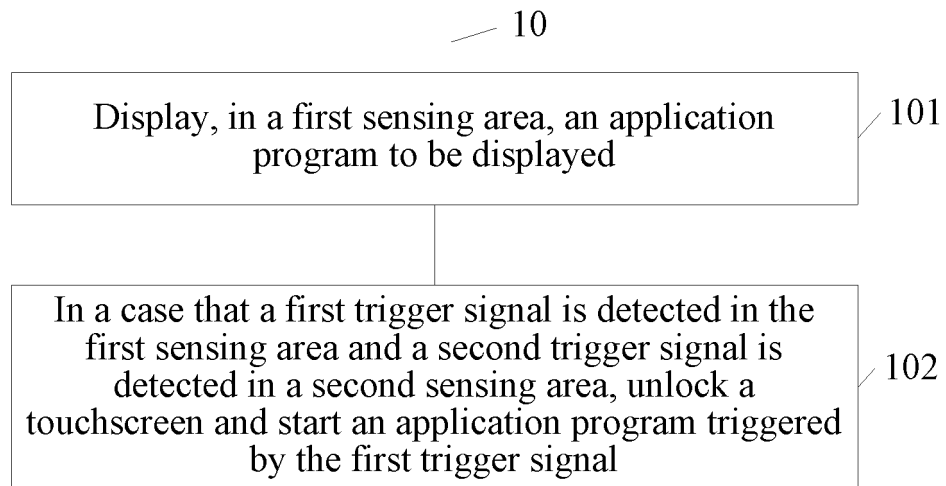 10
Display, in a first sensing area, an application
program to be displayed
101
In a case that a first trigger signal is detected in the
first sensing area and a second trigger signal is
detected in a second sensing area, unlock a
touchscreen and start an application program triggered
by the first trigger signal
102